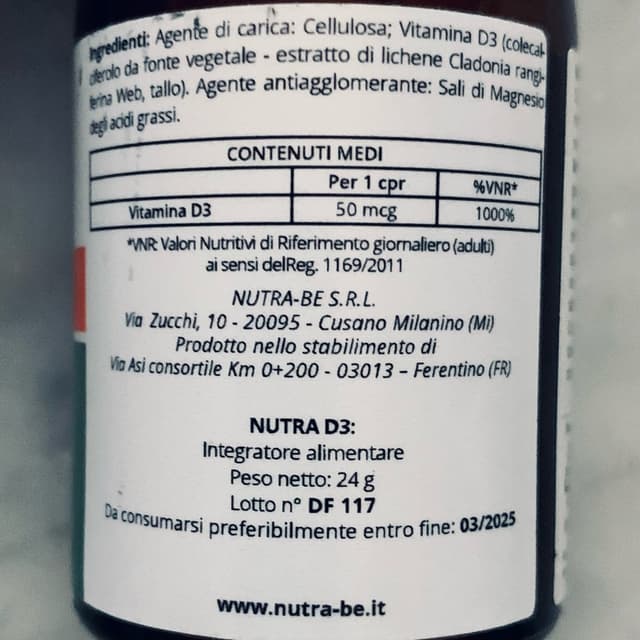 Ingredienti: Agente di carica: Cellulosa; Vitamina D3 (colecal-
ciferolo da fonte vegetale - estratto di lichene Cladonia rangi-
ferina Web, tallo). Agente antiagglomerante: Sali di Magnesio
degli acidi grassi.
CONTENUTI MEDI
Per 1 cpr %VNR*
Vitamina D3 50 mcg 1000%
*VNR: Valori Nutritivi di Riferimento giornaliero (adulti)
ai sensi delReg. 1169/2011
NUTRA-BE S.R.L.
Via Zucchi, 10 - 20095 - Cusano Milanino (Mi)
Prodotto nello stabilimento di
Via Asi consortile Km 0+200 - 03013 – Ferentino (FR)
NUTRA D3:
Integratore alimentare
Peso netto: 24 g
Lotto n° DF 117
Da consumarsi preferibilmente entro fine: 03/2025
www.nutra-be.it